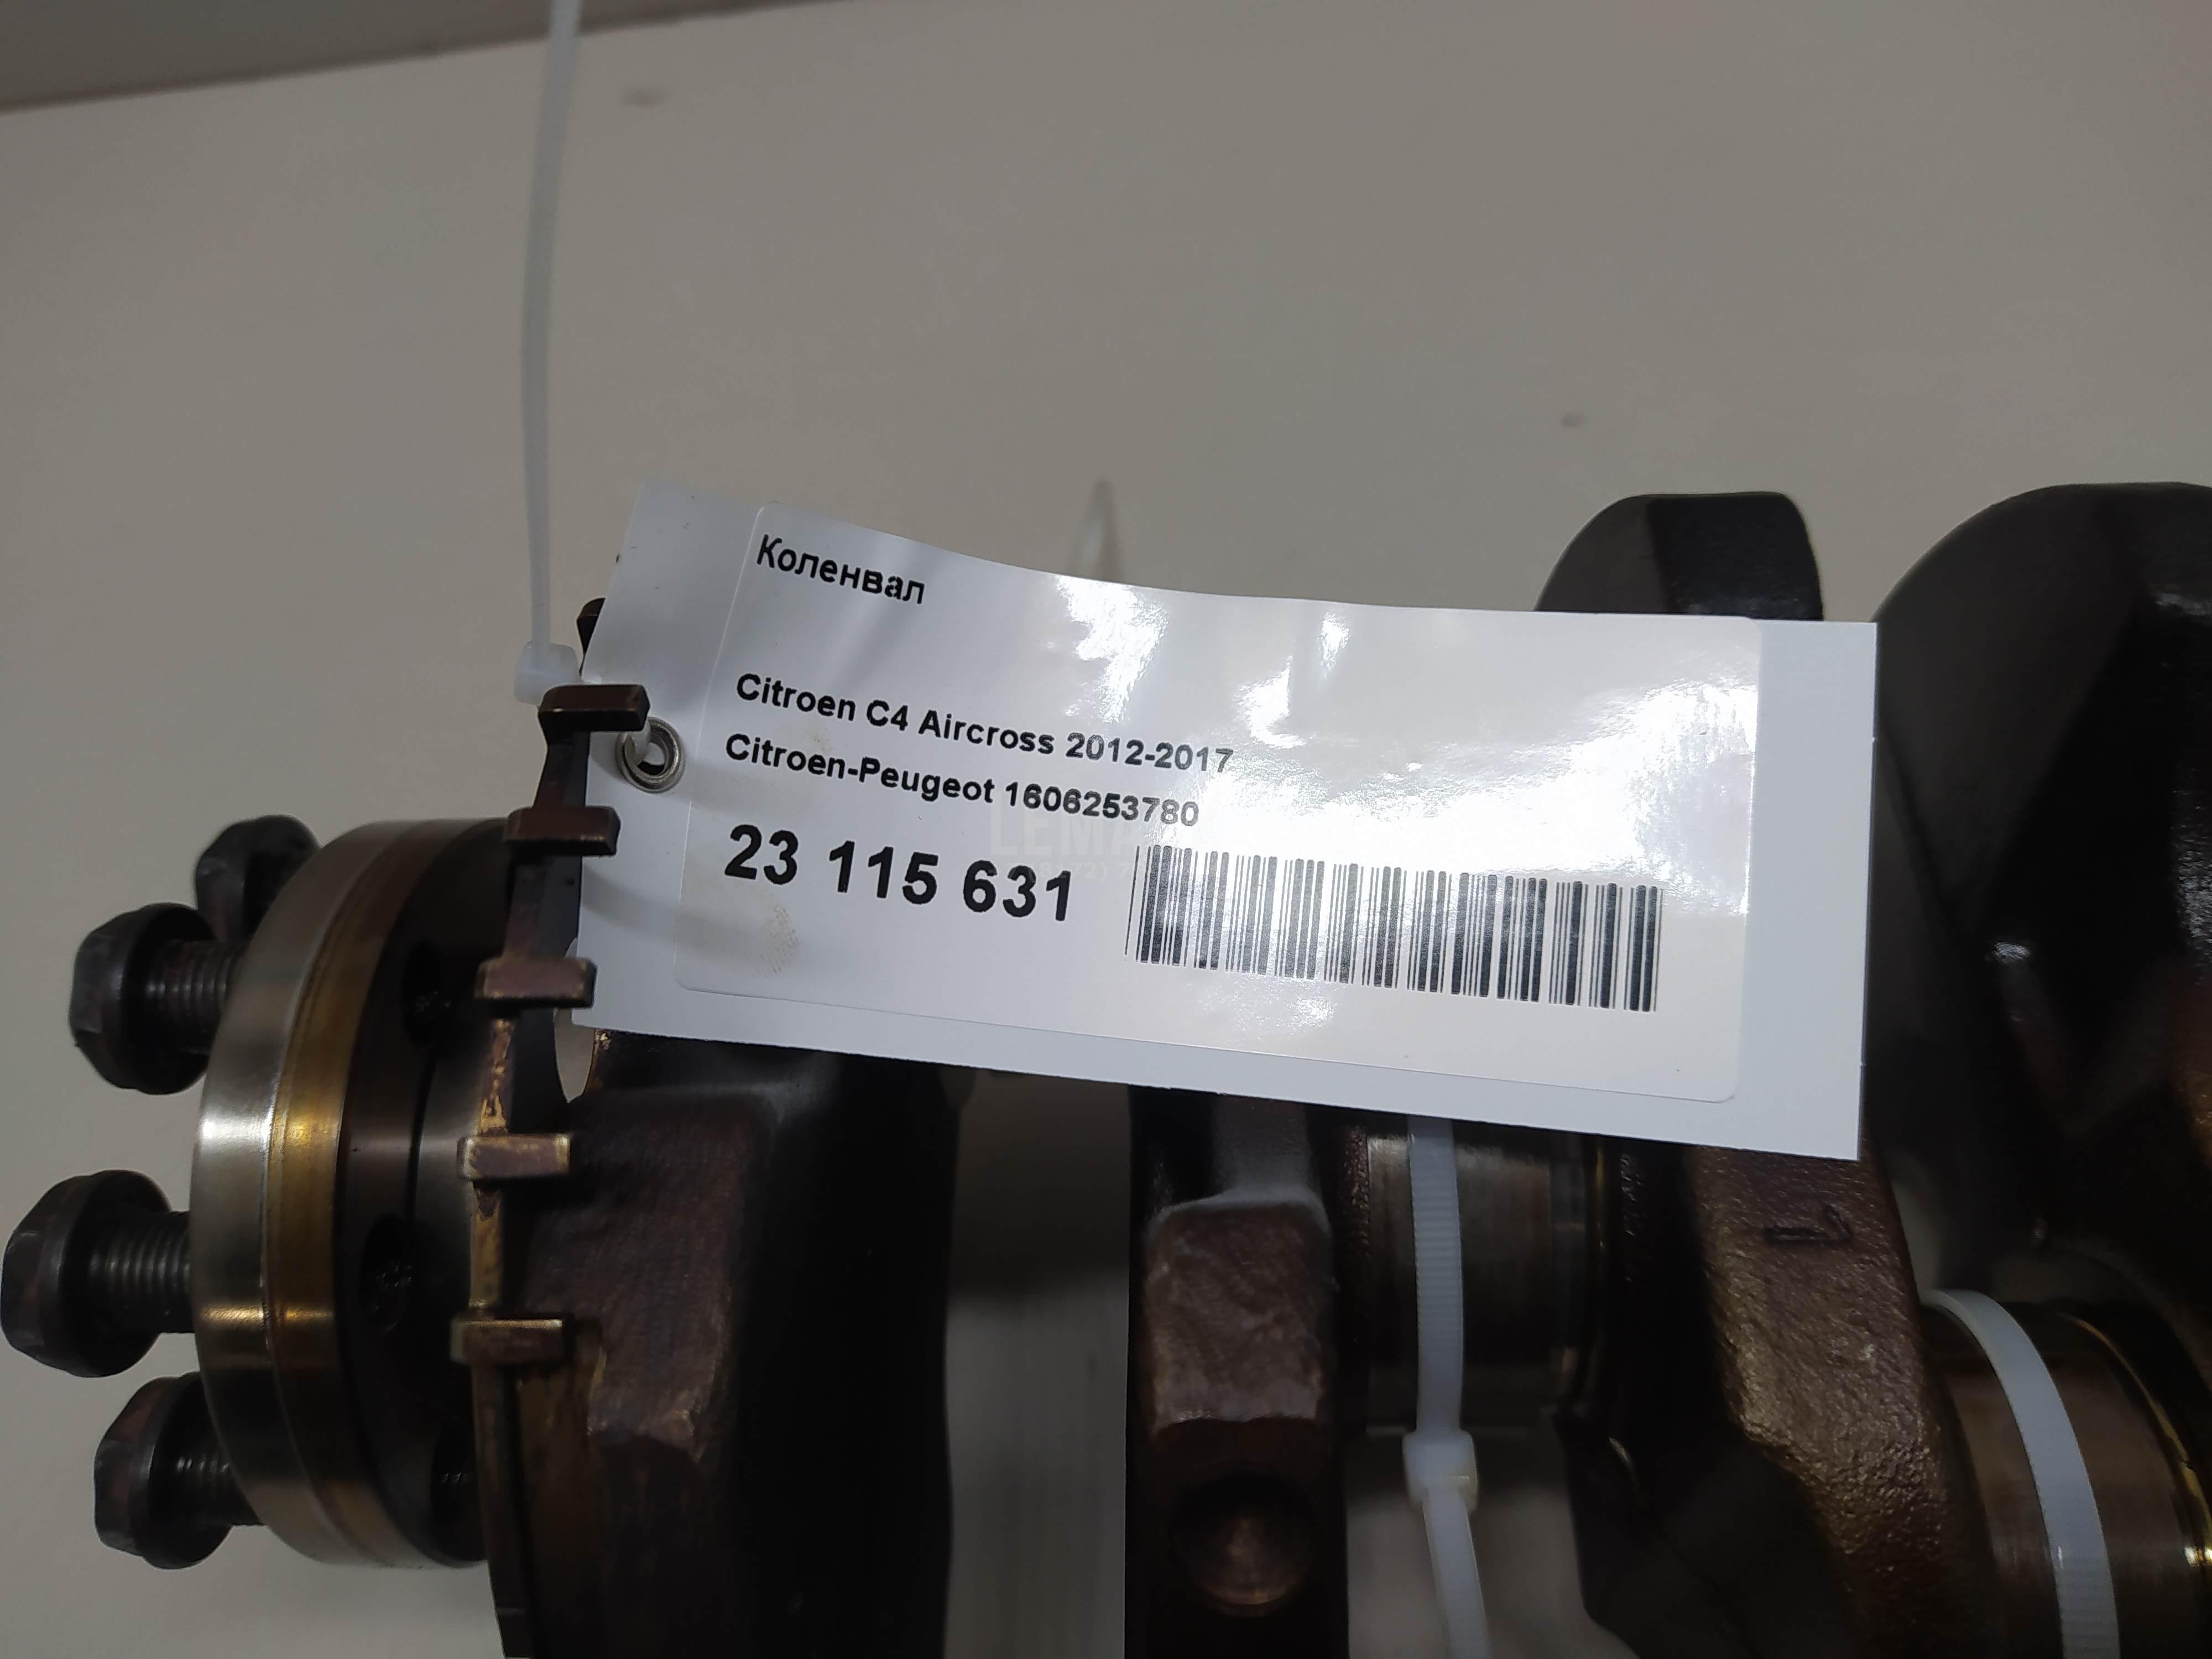 Коленвал
Citroen C4 Aircross 2012-2017
Citroen-Peugeot 1606253780
23 115 631